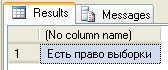 Results Messages
(No column name)
1 Есть право выборки